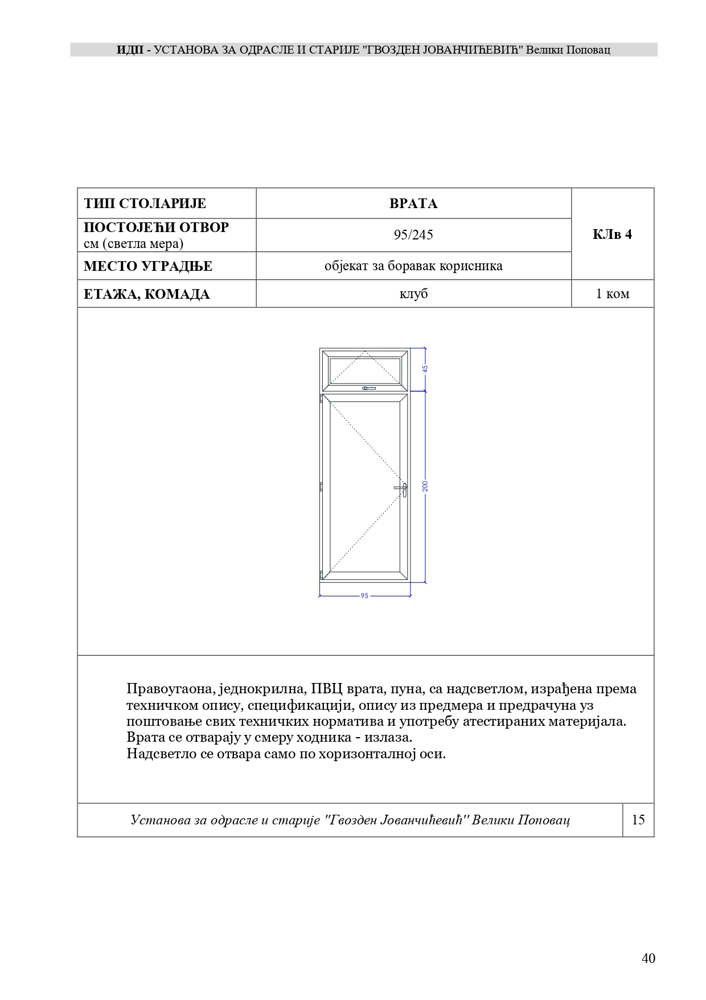 ИДП - УСТАНОВА ЗА ОДРАСЛЕ И СТАРИЈЕ "ГВОЗДЕН ЈОВАНЧИЋЕВИЋ" Велики Поповац
ТИП СТОЛАРИЈЕ
ВРАТА
КЛв 4
ПОСТОЈЕЋИ ОТВОР
см (светла мера)
95/245
МЕСТО УГРАДЊЕ
објекат за боравак корисника
ЕТАЖА, КОМАДА
клуб
1 ком
45
200
95
Правоугаона, једнокрилна, ПВЦ врата, пуна, са надсветлом, израђена према
техничком опису, спецификацији, опису из предмера и предрачуна уз
поштовање свих техничких норматива и употребу атестираних материјала.
Врата се отварају у смеру ходника - излаза.
Надсветло се отвара само по хоризонталној оси.
Установа за одрасле и старије "Гвозден Јованчићевић" Велики Поповац
15
40